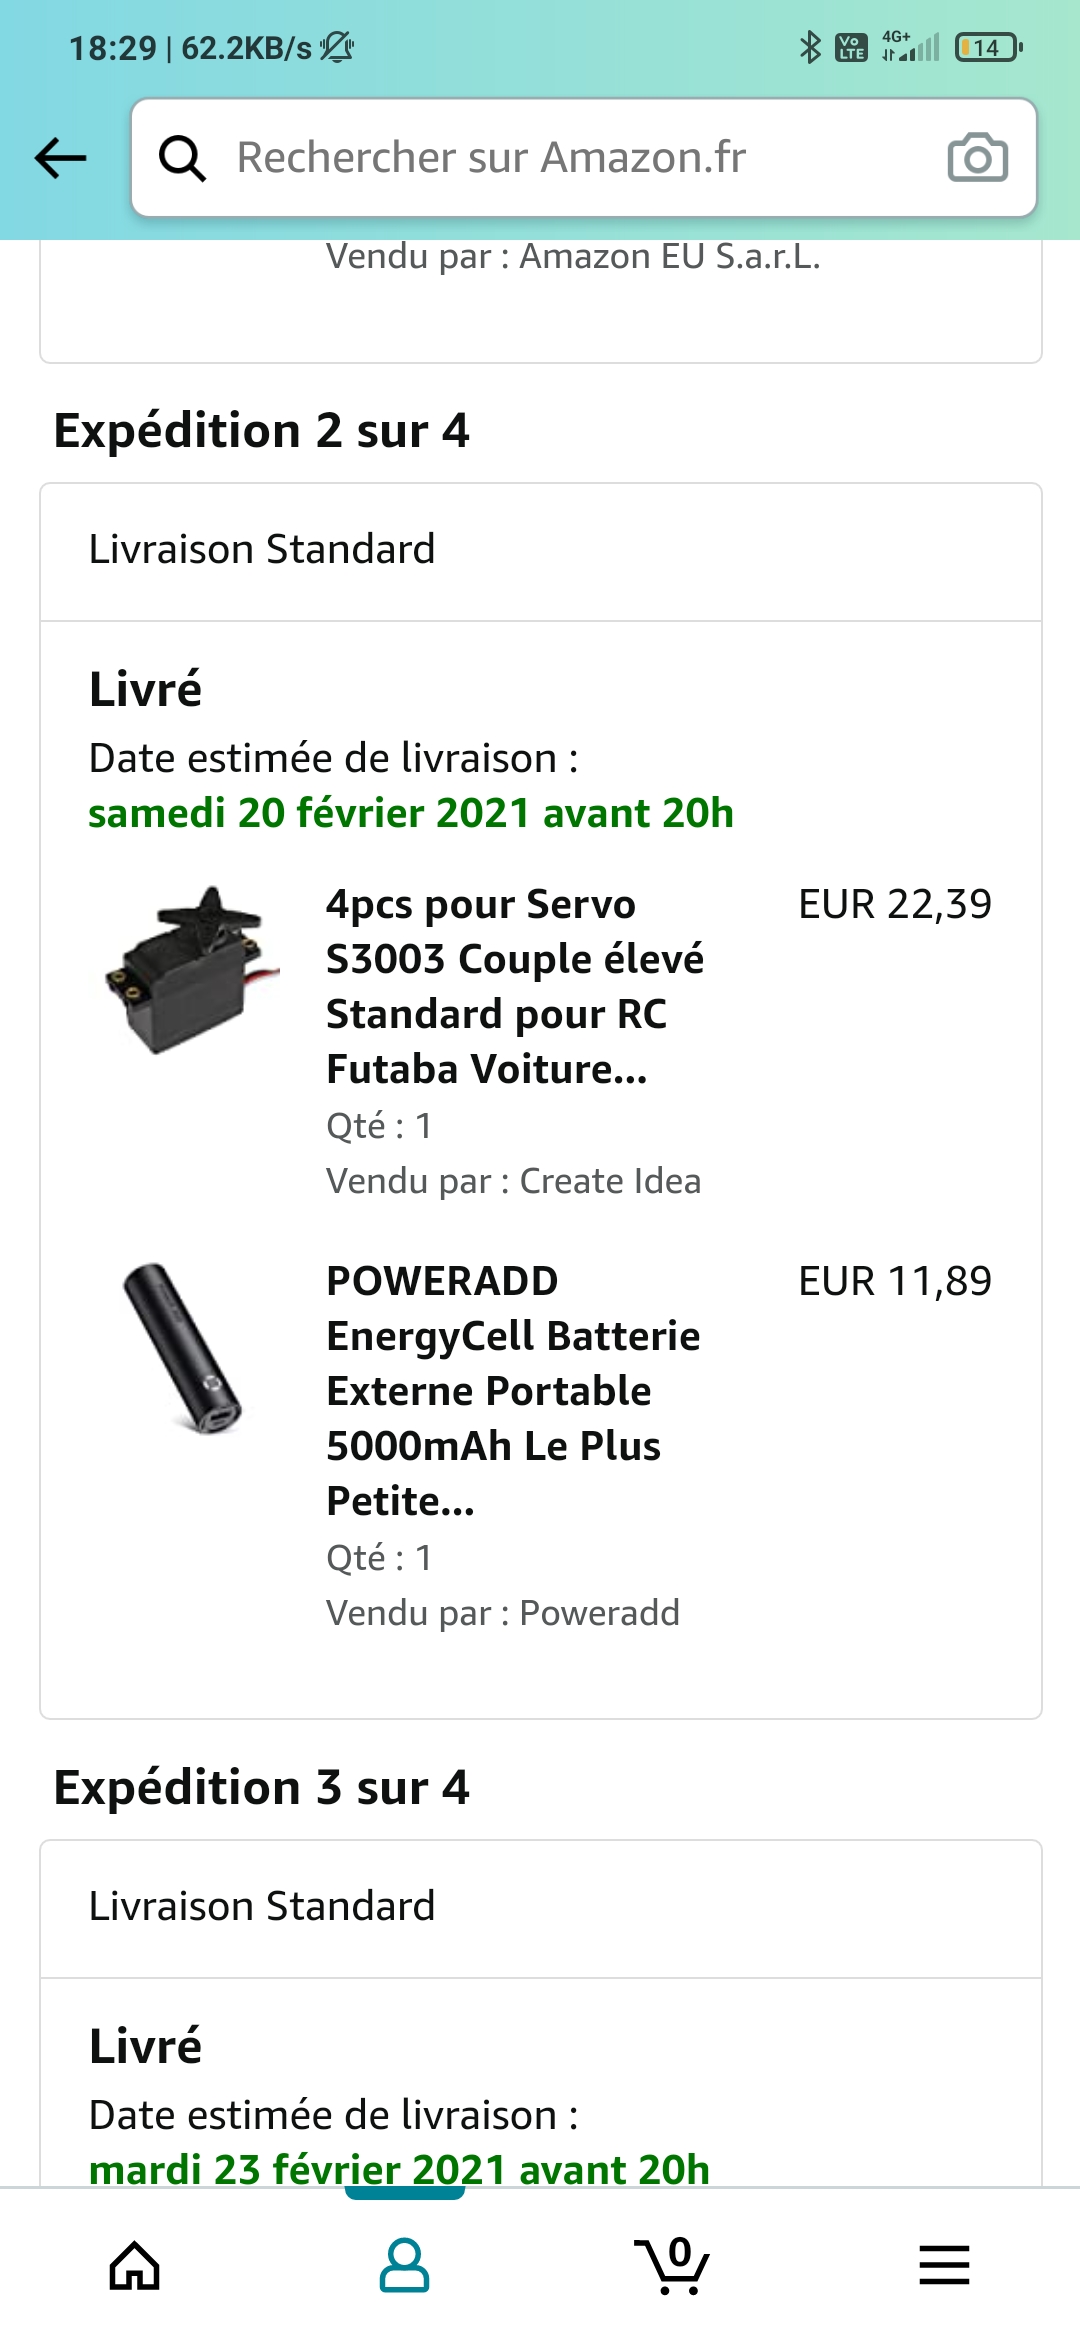 18:29 | 62.2KB/s
Vo LTE 4G+ 14
Rechercher sur Amazon.fr
Vendu par : Amazon EU S.a.r.L.
Expédition 2 sur 4
Livraison Standard
Livré
Date estimée de livraison :
samedi 20 février 2021 avant 20h
4pcs pour Servo EUR 22,39
S3003 Couple élevé
Standard pour RC
Futaba Voiture...
Qté : 1
Vendu par : Create Idea
POWERADD EUR 11,89
EnergyCell Batterie
Externe Portable
5000mAh Le Plus
Petite...
Qté : 1
Vendu par : Poweradd
Expédition 3 sur 4
Livraison Standard
Livré
Date estimée de livraison :
mardi 23 février 2021 avant 20h
0